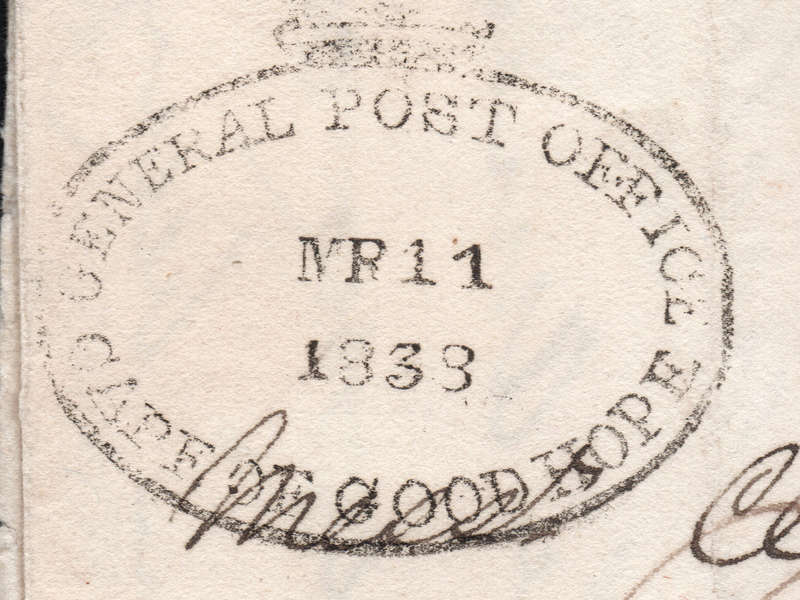 GENERAL POST OFFICE
MR 11
1838
CAPE OF GOOD HOPE